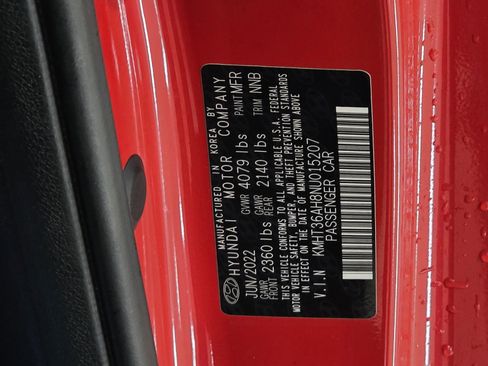 MANUFACTURED IN KOREA BY
HYUNDAI MOTOR COMPANY
JUN/2022 GVWR 4079 lbs PAINT MFR
GAWR FRONT 2360 lbs GAWR REAR 2140 lbs TRIM NNB
THIS VEHICLE CONFORMS TO ALL APPLICABLE U.S.A. FEDERAL
MOTOR VEHICLE SAFETY, BUMPER, AND THEFT PREVENTION STANDARDS
IN EFFECT ON THE DATE OF MANUFACTURE SHOWN ABOVE
V.I.N KMHT36AH8NU015207
PASSENGER CAR